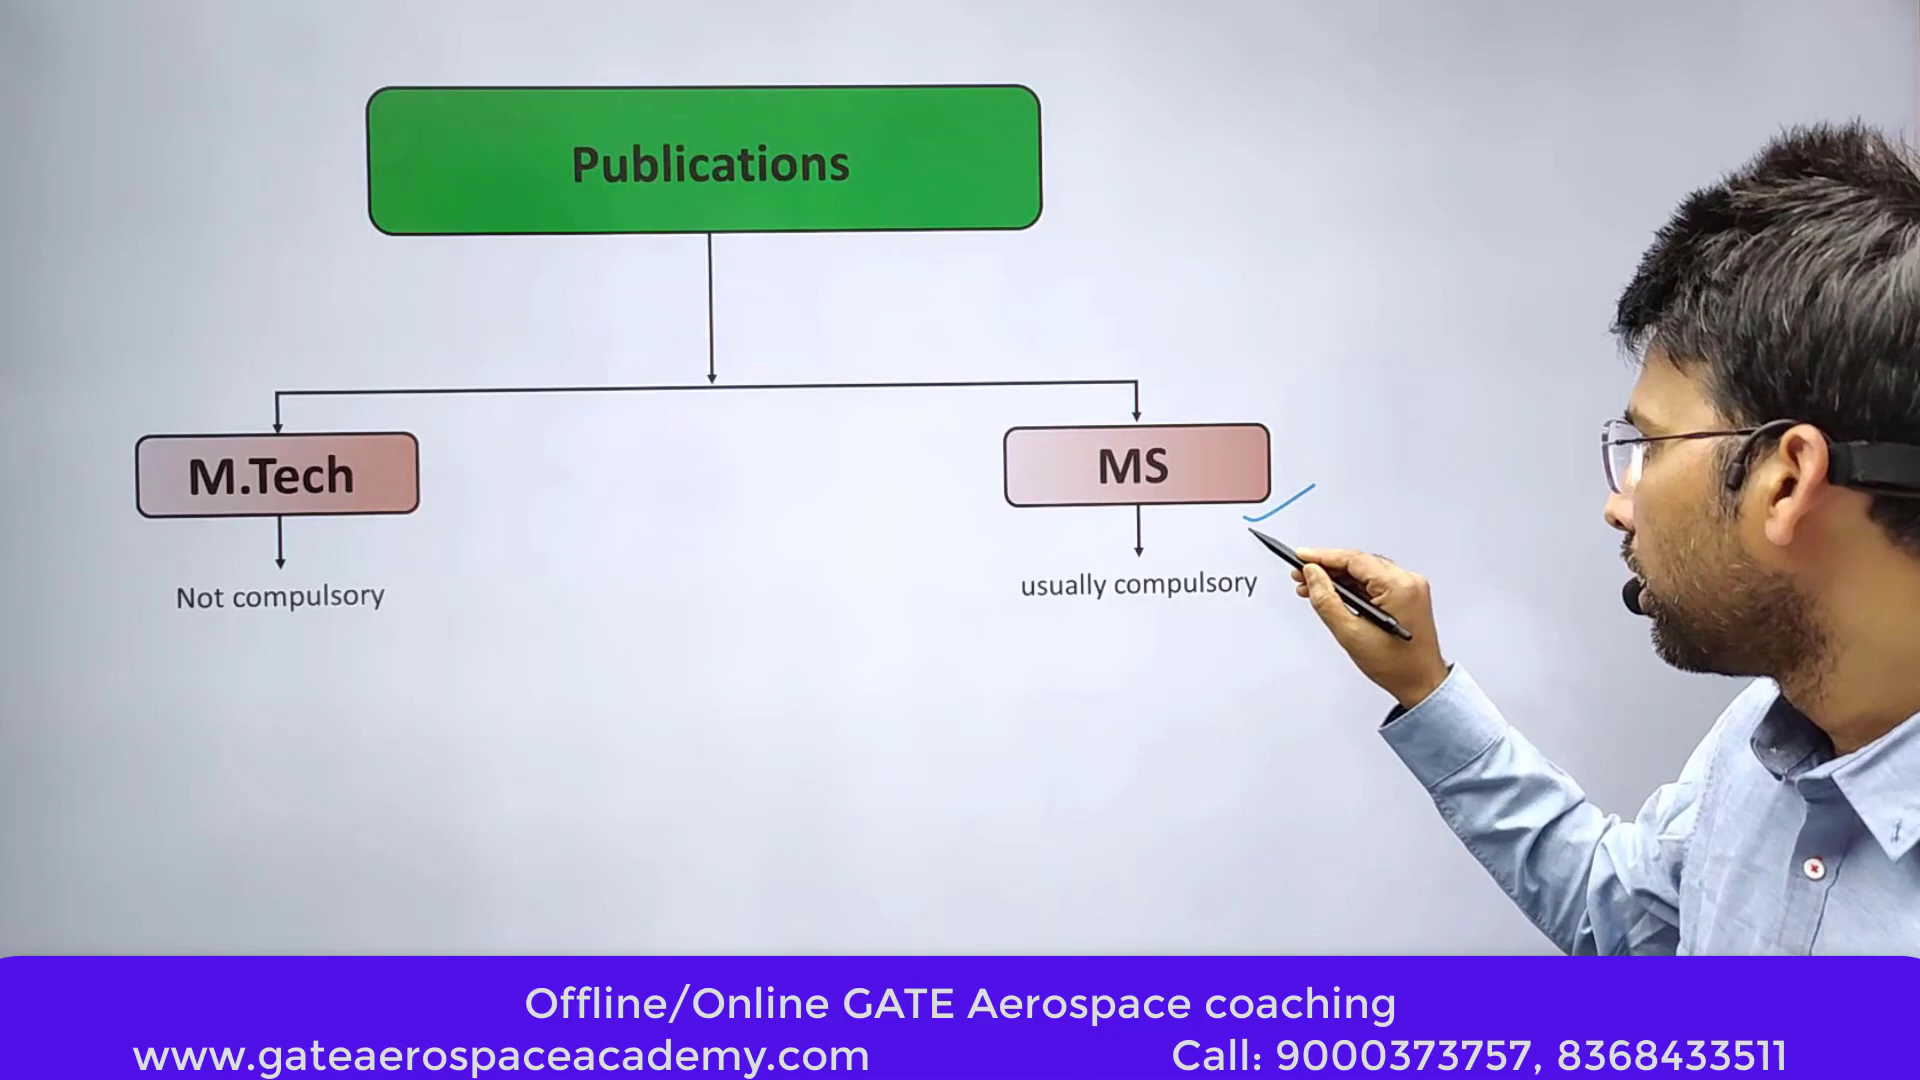 Publications
M.Tech
MS
Not compulsory
usually compulsory
Offline/Online GATE Aerospace coaching
www.gateaerospaceacademy.com
Call: 9000373757, 8368433511